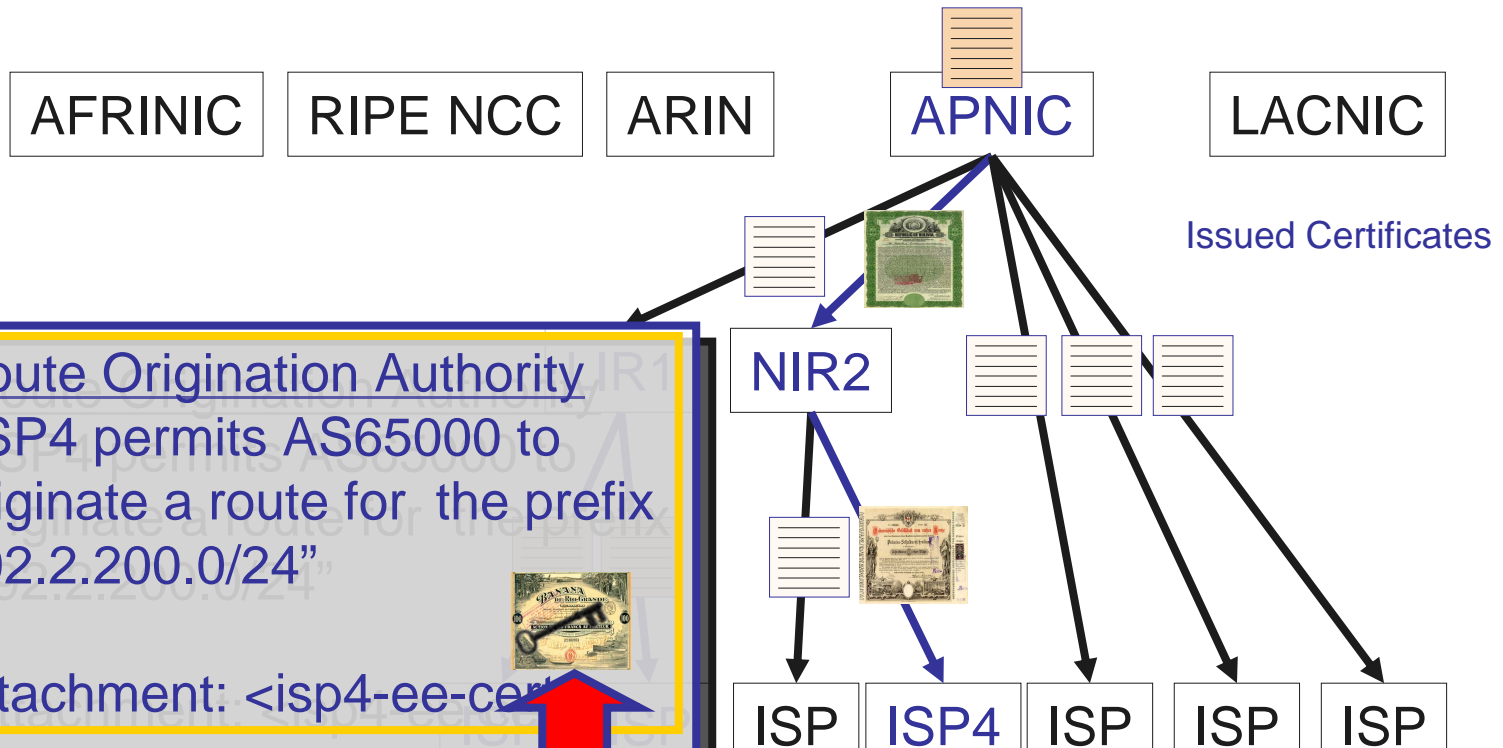 AFRINIC
RIPE NCC
ARIN
APNIC
LACNIC
Issued Certificates
NIR2
oute Origination Authority
SP4 permits AS65000 to
iginate a route for the prefix
92.2.200.0/24”
tachment: <isp4-ee-cert
ISP
ISP4
ISP
ISP
ISP